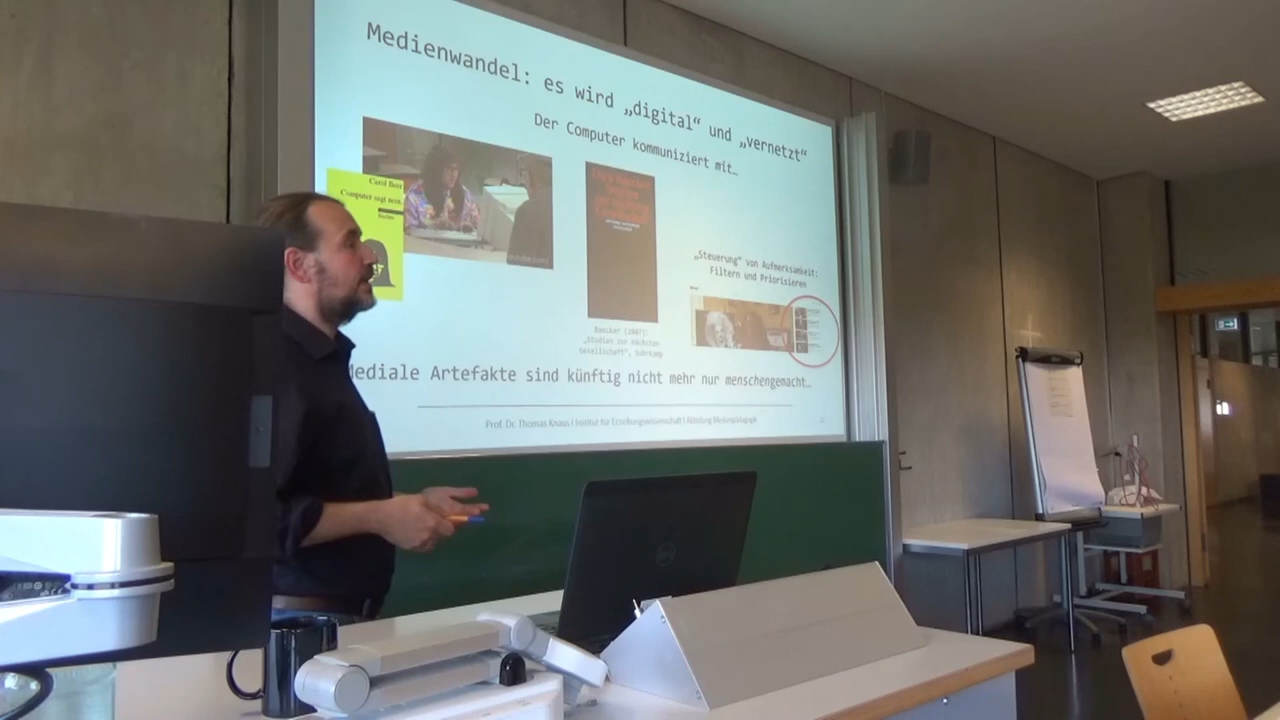 Medienwandel: es wird „digital“ und „vernetzt“
Der Computer kommuniziert mit…
Carol Beer
Computer sagt nein.
„Steuerung“ von Aufmerksamkeit:
Filtern und Priorisieren
Baecker (2007):
„Studien zur nächsten
Gesellschaft“, Suhrkamp
Mediale Artefakte sind künftig nicht mehr nur menschengemacht…
Prof. Dr. Thomas Knaus I Institut für Erziehungswissenschaft I Abteilung Medienpädagogik
DELL